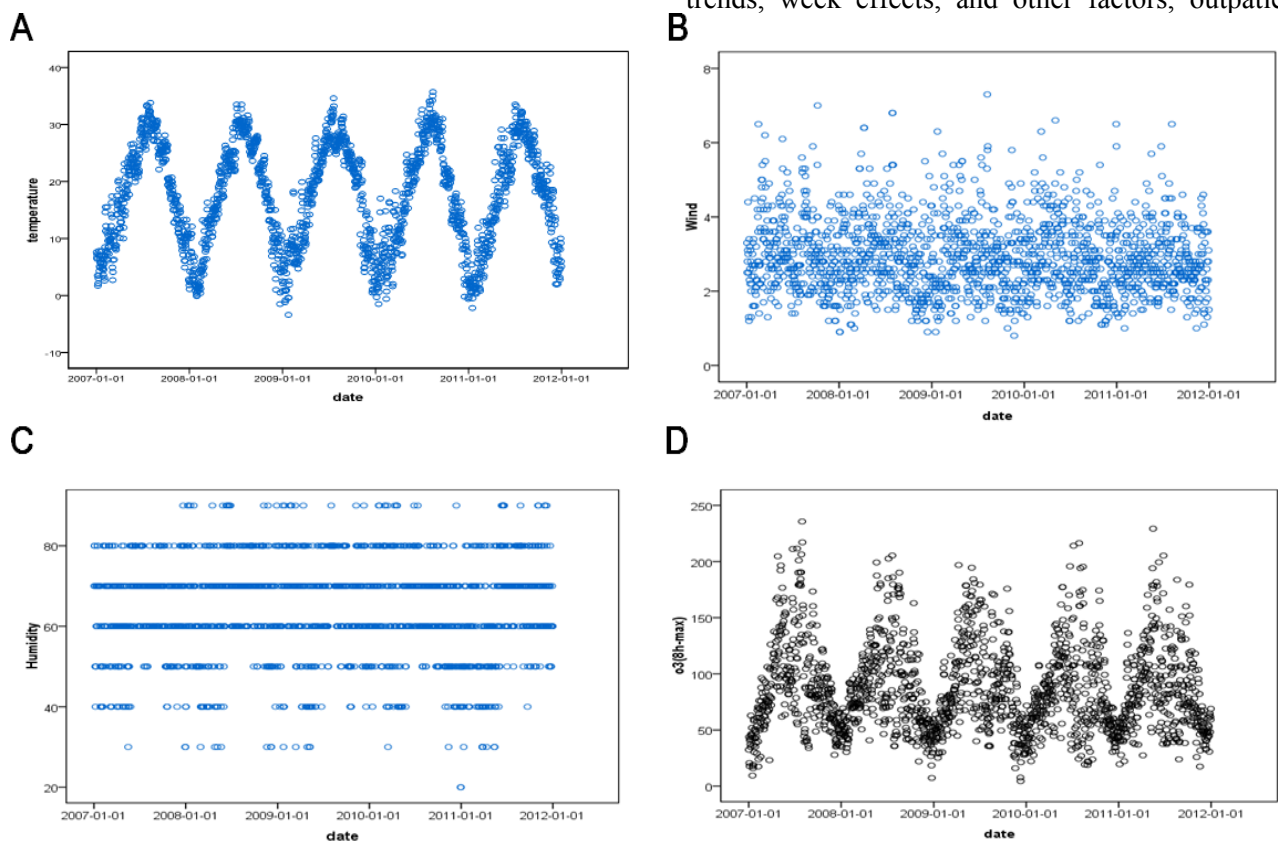 trends, week effects, and other factors, outpatie
A
40
30
20
10
0
-10
temperature
2007-01-01 2008-01-01 2009-01-01 2010-01-01 2011-01-01 2012-01-01
date
B
8
6
4
2
0
Wind
2007-01-01 2008-01-01 2009-01-01 2010-01-01 2011-01-01 2012-01-01
date
C
80
60
40
20
Humidity
2007-01-01 2008-01-01 2009-01-01 2010-01-01 2011-01-01 2012-01-01
date
D
250
200
150
100
50
0
o3(8h-max)
2007-01-01 2008-01-01 2009-01-01 2010-01-01 2011-01-01 2012-01-01
date